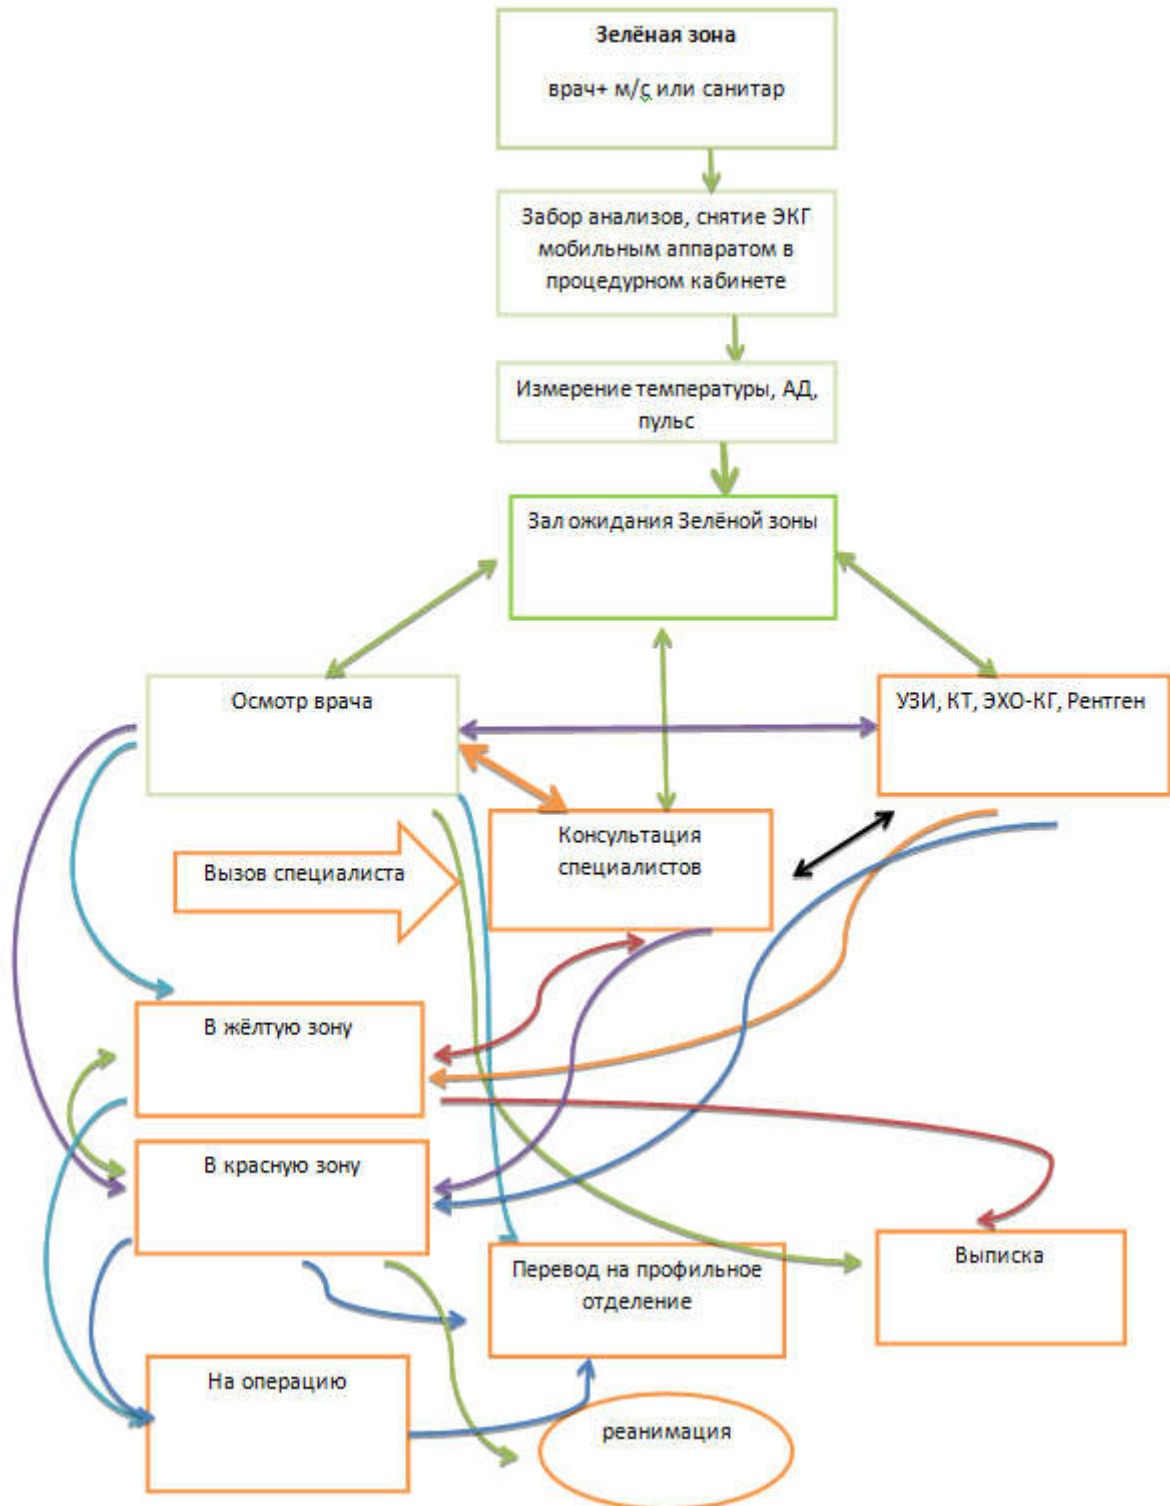 Зелёная зона
врач+ м/с или санитар
Забор анализов, снятие ЭКГ
мобильным аппаратом в
процедурном кабинете
Измерение температуры, АД,
пульс
Зал ожидания Зелёной зоны
Осмотр врача
УЗИ, КТ, ЭХО-КГ, Рентген
Консультация
специалистов
Вызов специалиста
В жёлтую зону
В красную зону
Перевод на профильное
отделение
Выписка
На операцию
реанимация